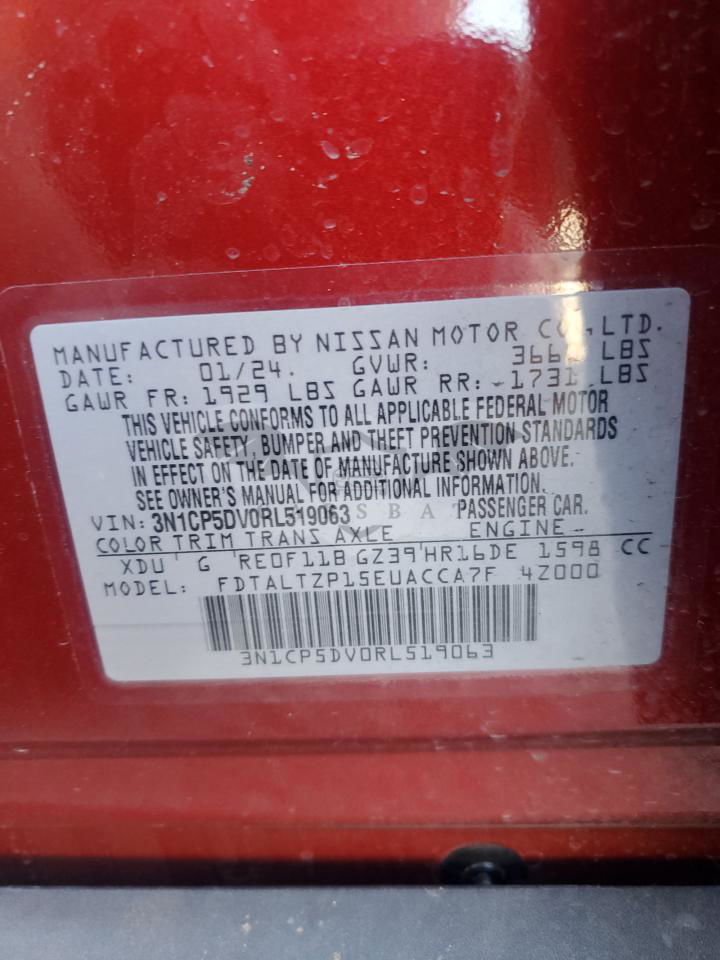 MANUFACTURED BY NISSAN MOTOR CO.,LTD.
DATE: 01/24. GVWR: LBS
GAWR FR: 1929 LBS GAWR RR: 1731 LBS
THIS VEHICLE CONFORMS TO ALL APPLICABLE FEDERAL MOTOR
VEHICLE SAFETY, BUMPER AND THEFT PREVENTION STANDARDS
IN EFFECT ON THE DATE OF MANUFACTURE SHOWN ABOVE.
SEE OWNER'S MANUAL FOR ADDITIONAL INFORMATION.
VIN: 3N1CP5DV0RL519063 PASSENGER CAR.
COLOR TRIM TRANS AXLE ENGINE
XDU G RE0F11B GZ39 HR16DE 1598 CC
MODEL: FDTALTZP15EUACCA7F 4Z000
3N1CP5DV0RL519063